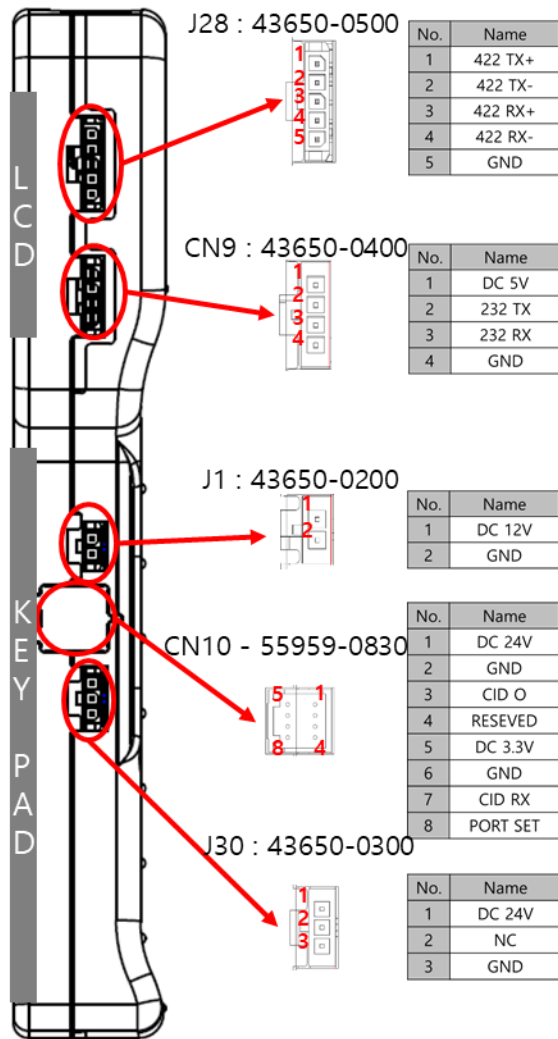 J28 : 43650-0500
1
2
3
4
5
No. Name
1 422 TX+
2 422 TX-
3 422 RX+
4 422 RX-
5 GND
LCD
CN9 : 43650-0400
1
2
3
4
No. Name
1 DC 5V
2 232 TX
3 232 RX
4 GND
J1 : 43650-0200
1
2
No. Name
1 DC 12V
2 GND
KEY PAD
CN10 - 55959-0830
5 1
8 4
No. Name
1 DC 24V
2 GND
3 CID O
4 RESEVED
5 DC 3.3V
6 GND
7 CID RX
8 PORT SET
J30 : 43650-0300
1
2
3
No. Name
1 DC 24V
2 NC
3 GND